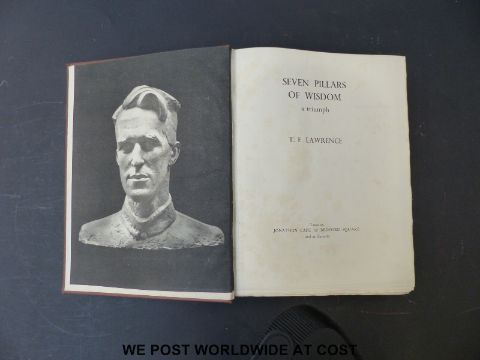 SEVEN PILLARS
OF WISDOM
a triumph
T. E. LAWRENCE
JONATHAN CAPE 30 BEDFORD SQUARE
WE POST WORLDWIDE AT COST